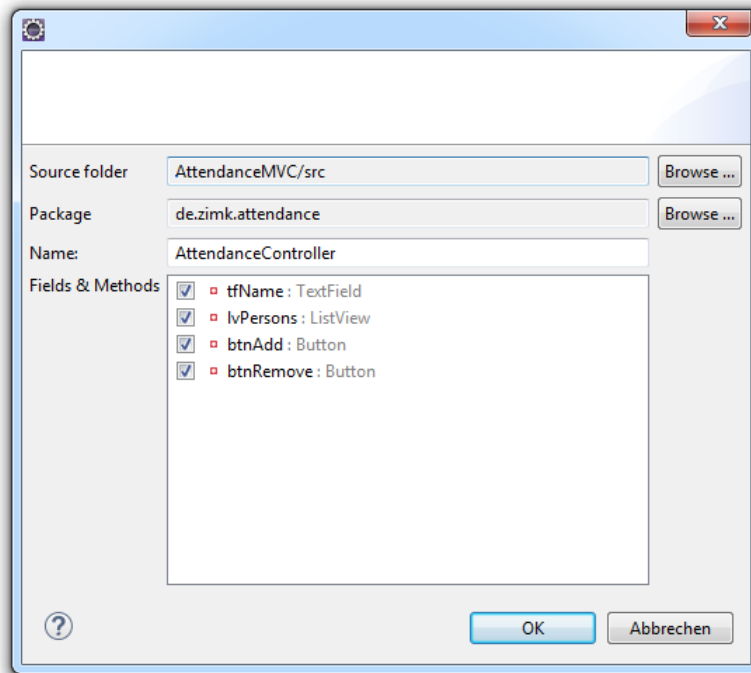 X
Source folder AttendanceMVC/src Browse ...
Package de.zimk.attendance Browse ...
Name: AttendanceController
Fields & Methods
tfName : TextField
lvPersons : ListView
btnAdd : Button
btnRemove : Button
? OK Abbrechen